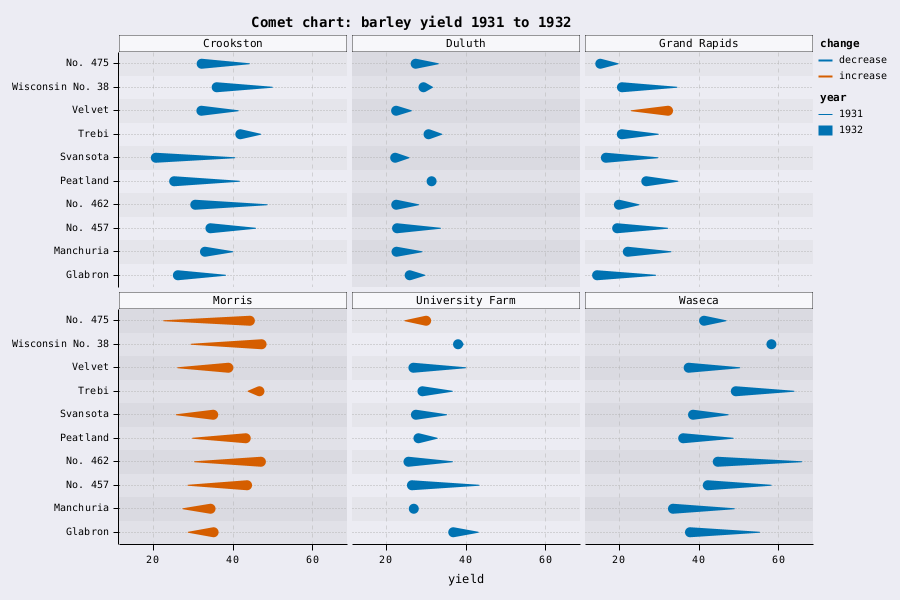 Comet chart: barley yield 1931 to 1932
Crookston
Duluth
Grand Rapids
No. 475
Wisconsin No. 38
Velvet
Trebi
Svansota
Peatland
No. 462
No. 457
Manchuria
Glabron
change
decrease
increase
year
1931
1932
Morris
University Farm
Waseca
No. 475
Wisconsin No. 38
Velvet
Trebi
Svansota
Peatland
No. 462
No. 457
Manchuria
Glabron
20 40 60 20 40 60 20 40 60
yield